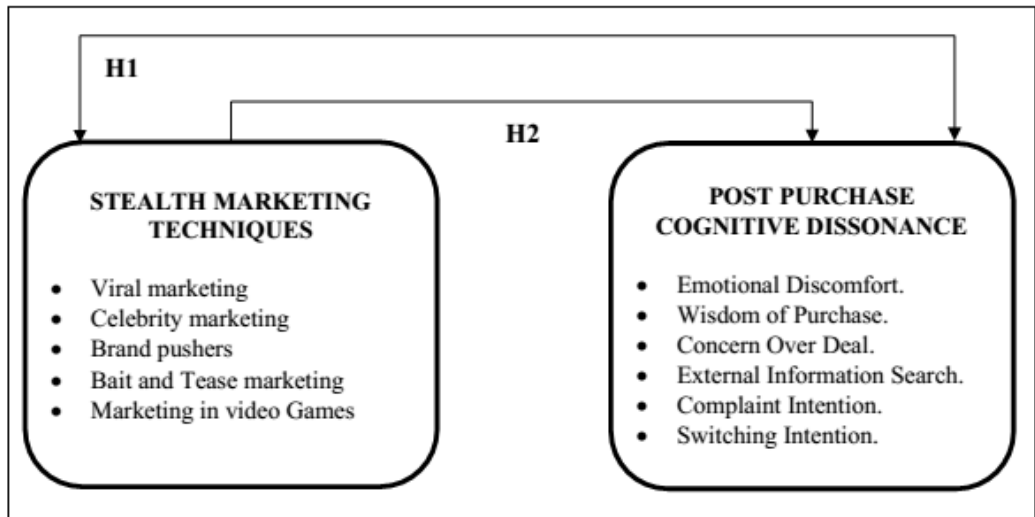 H1
H2
STEALTH MARKETING
TECHNIQUES
• Viral marketing
• Celebrity marketing
• Brand pushers
• Bait and Tease marketing
• Marketing in video Games
POST PURCHASE
COGNITIVE DISSONANCE
• Emotional Discomfort.
• Wisdom of Purchase.
• Concern Over Deal.
• External Information Search.
• Complaint Intention.
• Switching Intention.